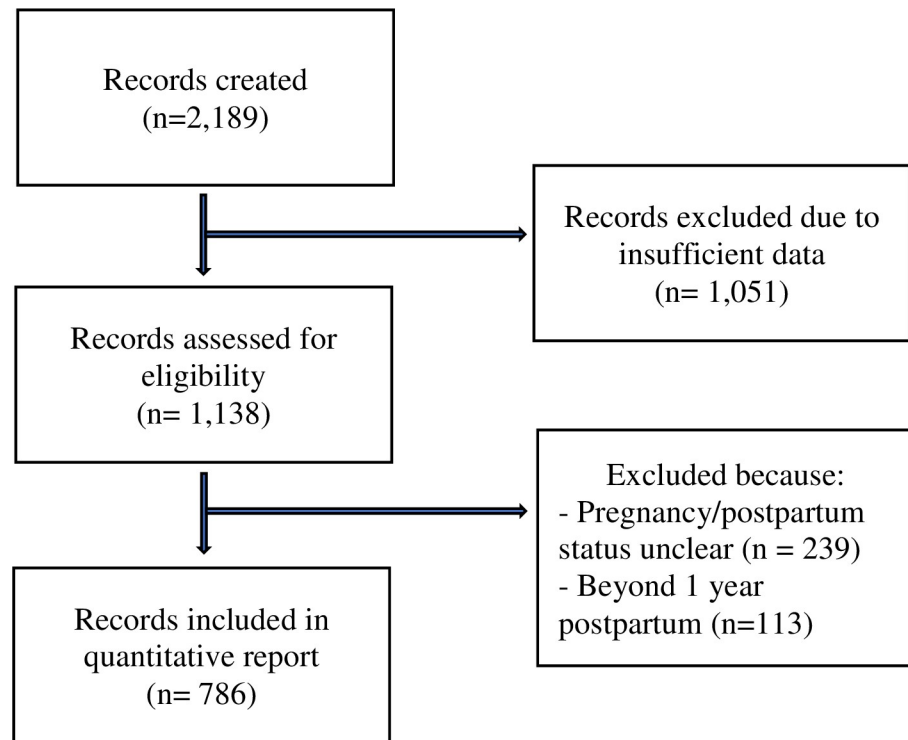 Records created
(n=2,189)
Records excluded due to
insufficient data
(n= 1,051)
Records assessed for
eligibility
(n= 1,138)
Excluded because:
- Pregnancy/postpartum
status unclear (n = 239)
- Beyond 1 year
postpartum (n=113)
Records included in
quantitative report
(n= 786)